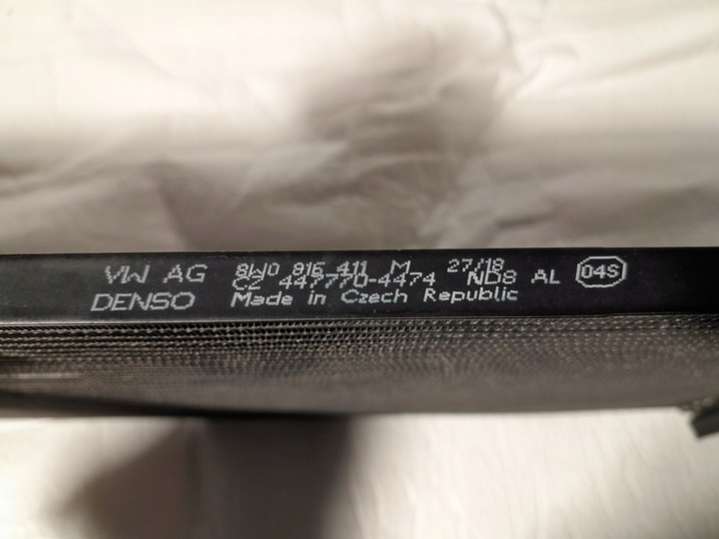 VW AG 8W0 816 411 M 27/18
CZ 447770-4474 ND8 AL 04S
DENSO Made in Czech Republic